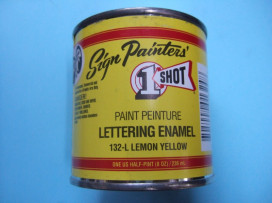 Sign Painters'
1 SHOT
PAINT PEINTURE
LETTERING ENAMEL
132-L LEMON YELLOW
ONE US HALF-PINT (8 OZ) / 236 mL